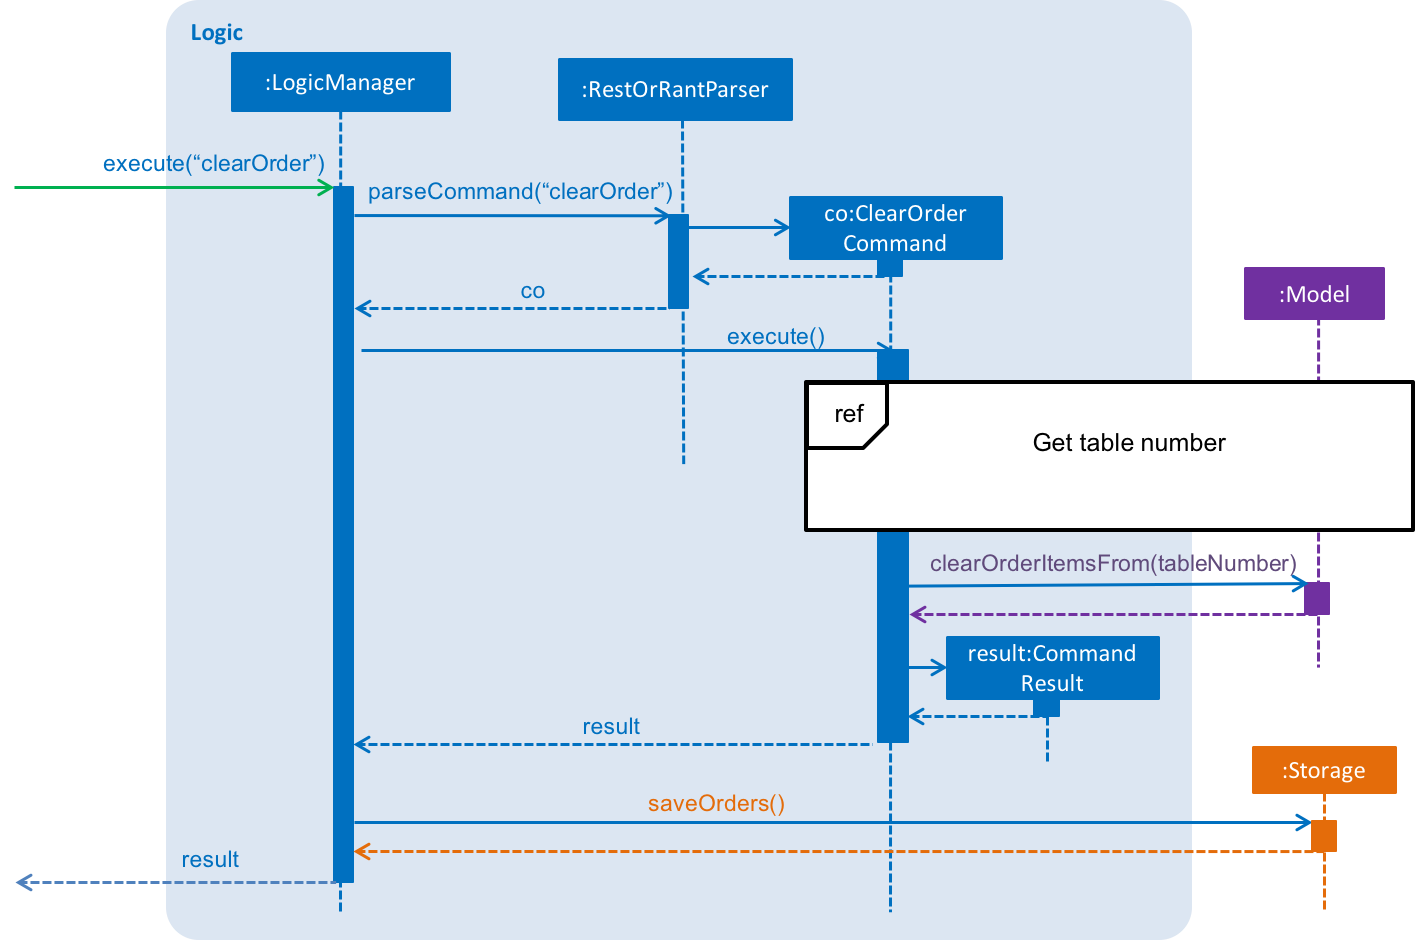 Logic
:LogicManager
:RestOrRantParser
execute(“clearOrder”)
parseCommand(“clearOrder”)
co:ClearOrder
Command
co
:Model
execute()
ref
Get table number
clearOrderItemsFrom(tableNumber)
result:Command
Result
result
:Storage
saveOrders()
result